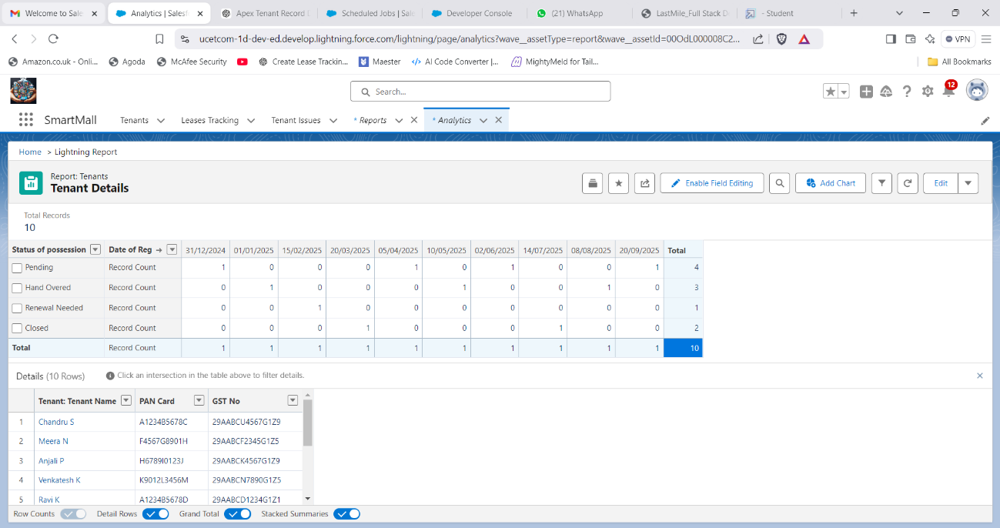 Welcome to Sale
Analytics | Salesf
Apex Tenant Record
Scheduled Jobs | Sale
Developer Console
(21) WhatsApp
LastMile_Full Stack De
- Student
ucetcom-1d-dev-ed.develop.lightning.force.com/lightning/page/analytics?wave__assetType=report&wave__assetId=00OdL000008C2...
VPN
Amazon.co.uk - Onli...
Agoda
McAfee Security
Create Lease Trackin...
Maester
</> AI Code Converter |...
MightyMeld for Tail...
All Bookmarks
Search...
12
SmartMall
Tenants
Leases Tracking
Tenant Issues
* Reports
* Analytics
Home > Lightning Report
Report: Tenants
Tenant Details
Enable Field Editing
Add Chart
Edit
Total Records
10
Status of possession Date of Reg → 31/12/2024 01/01/2025 15/02/2025 20/03/2025 05/04/2025 10/05/2025 02/06/2025 14/07/2025 08/08/2025 20/09/2025 Total
Pending Record Count 1 0 0 0 1 0 1 0 0 1 4
Hand Overed Record Count 0 1 0 0 0 1 0 0 1 0 3
Renewal Needed Record Count 0 0 1 0 0 0 0 0 0 0 1
Closed Record Count 0 0 0 1 0 0 0 1 0 0 2
Total Record Count 1 1 1 1 1 1 1 1 1 1 10
Details (10 Rows) Click an intersection in the table above to filter details.
Tenant: Tenant Name PAN Card GST No
1 Chandru S A1234B5678C 29AABCU4567G1Z9
2 Meera N F4567G8901H 29AABCF2345G1Z5
3 Anjali P H6789I0123J 29AABCK4567G1Z9
4 Venkatesh K K9012L3456M 29AABCN7890G1Z5
5 Ravi K A1234B5678D 29AABCD1234G1Z1
Row Counts Detail Rows Grand Total Stacked Summaries